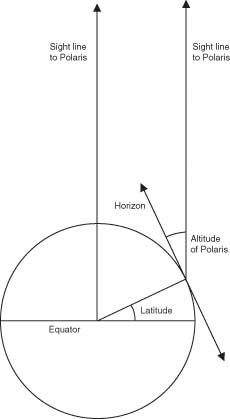 Sight line
to Polaris
Sight line
to Polaris
Horizon
Altitude
of Polaris
Latitude
Equator